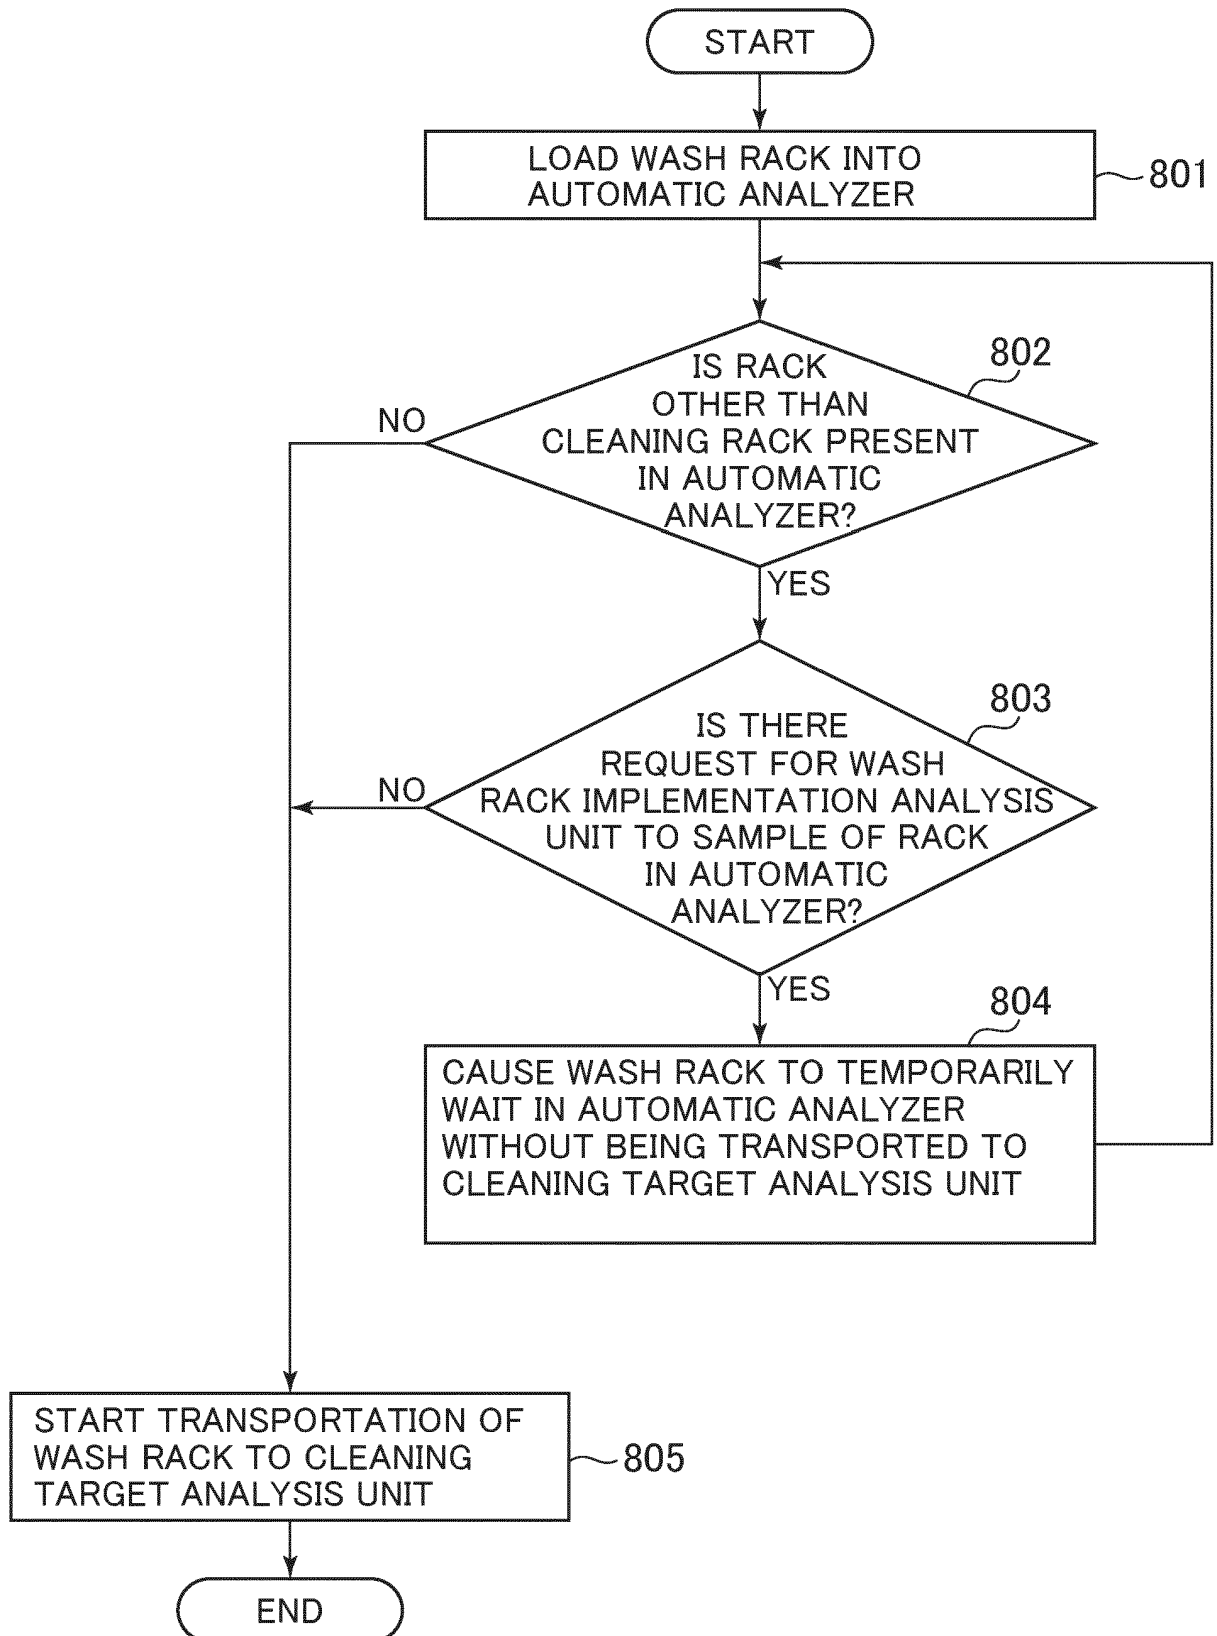 START
LOAD WASH RACK INTO
AUTOMATIC ANALYZER
801
802
IS RACK
OTHER THAN
CLEANING RACK PRESENT
IN AUTOMATIC
ANALYZER?
NO
YES
803
IS THERE
REQUEST FOR WASH
RACK IMPLEMENTATION ANALYSIS
UNIT TO SAMPLE OF RACK
IN AUTOMATIC
ANALYZER?
NO
YES
804
CAUSE WASH RACK TO TEMPORARILY
WAIT IN AUTOMATIC ANALYZER
WITHOUT BEING TRANSPORTED TO
CLEANING TARGET ANALYSIS UNIT
START TRANSPORTATION OF
WASH RACK TO CLEANING
TARGET ANALYSIS UNIT
805
END